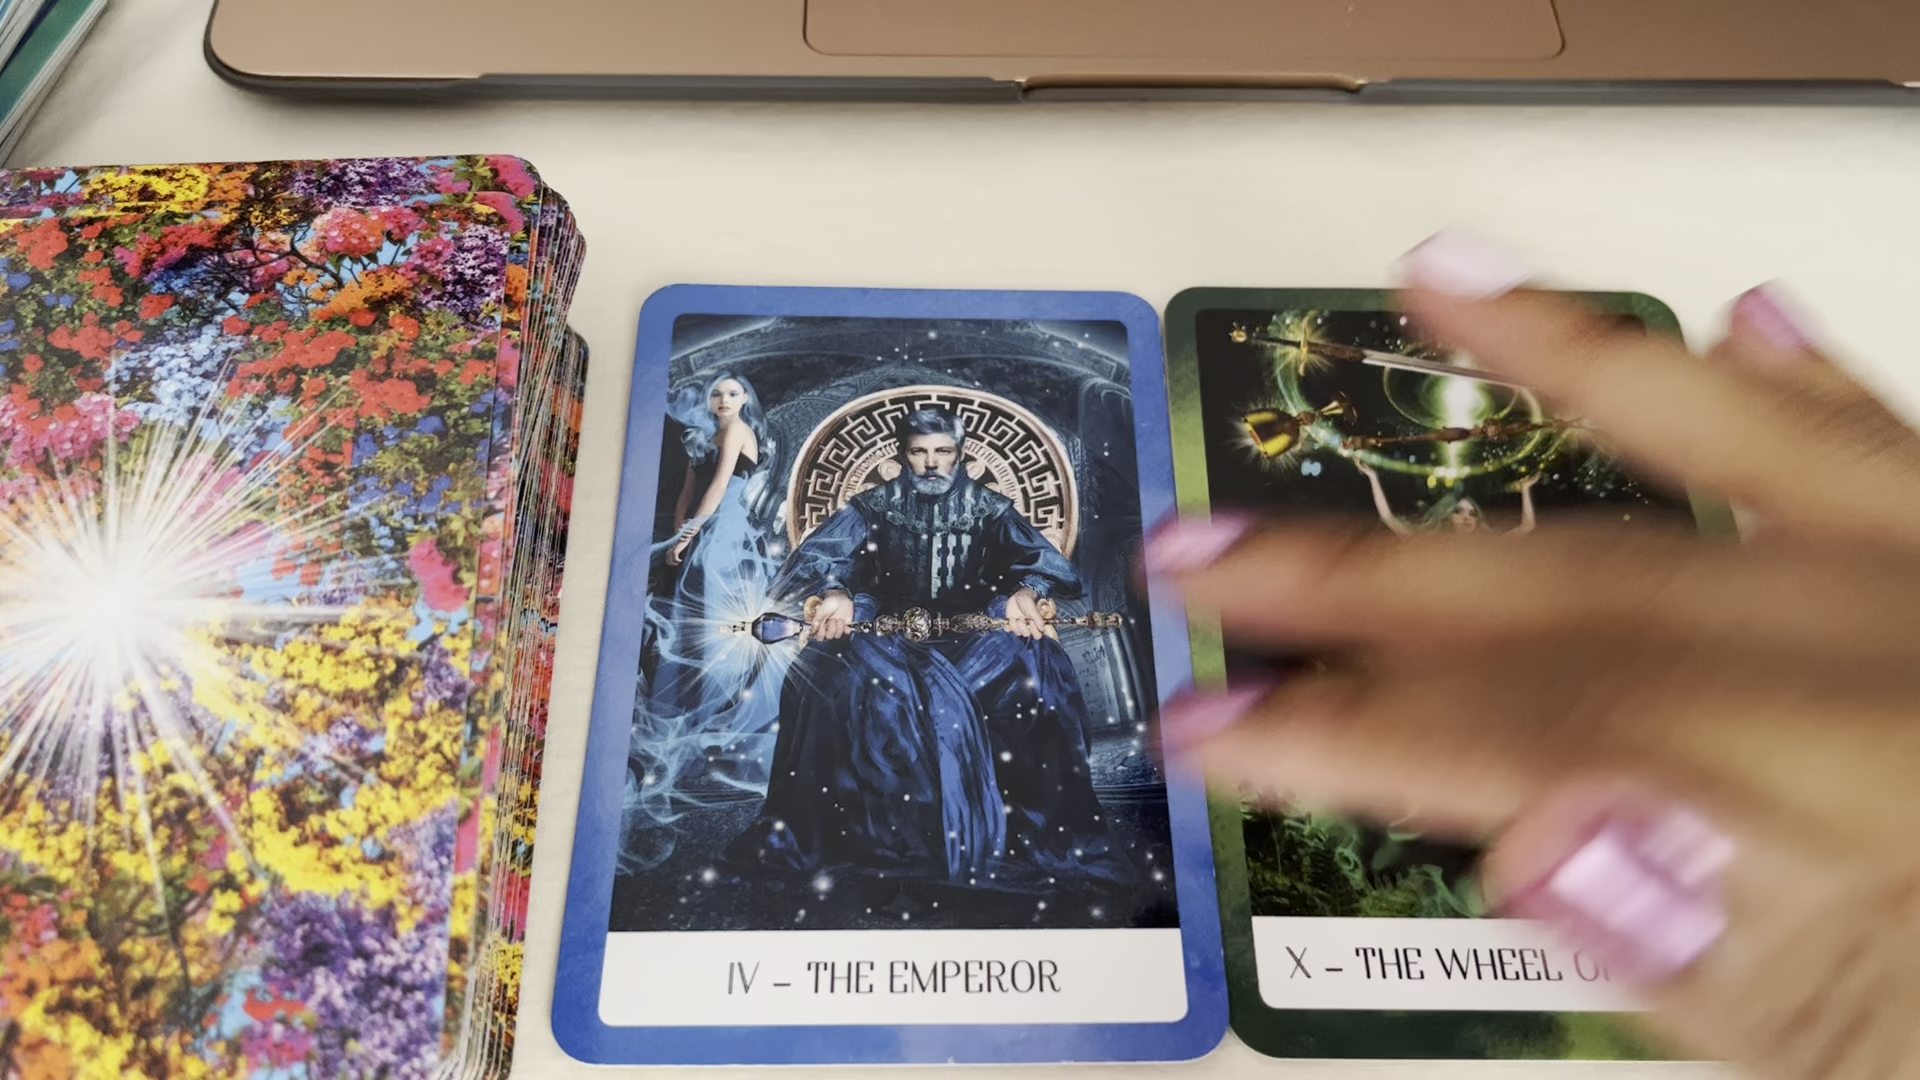 IV – THE EMPEROR
X – THE WHEEL